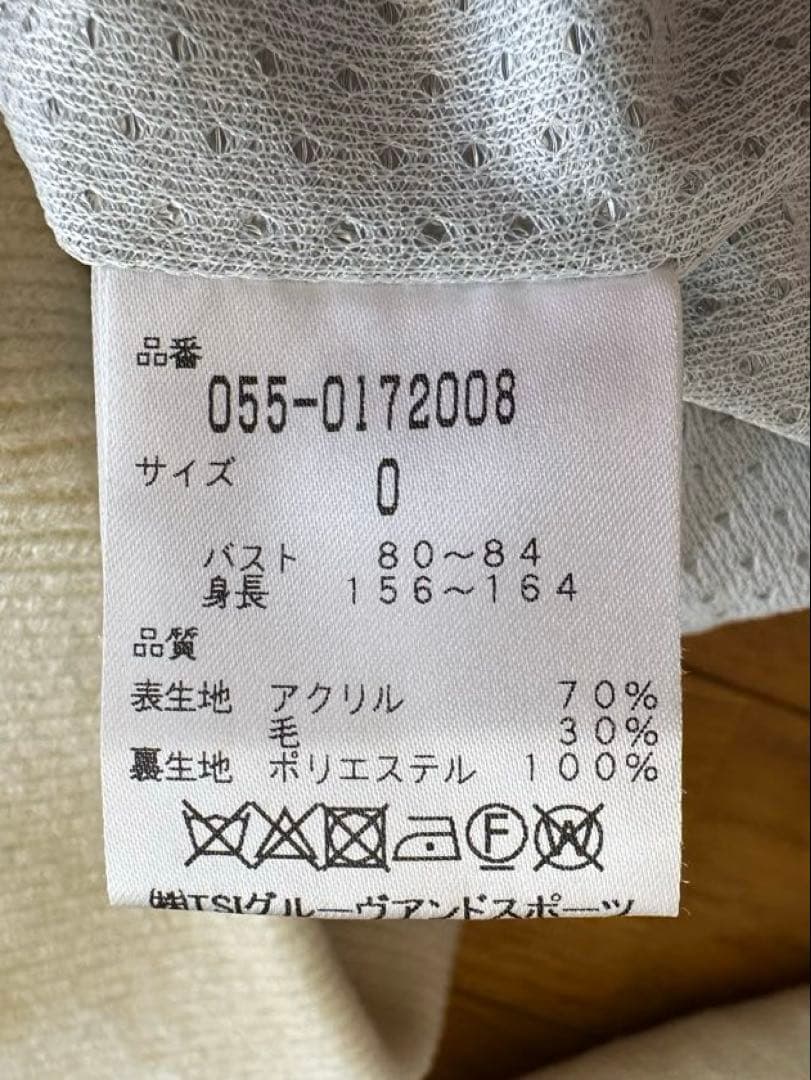 品番
055-0172008
サイズ 0
バスト 80～84
身長 156～164
品質
表生地 アクリル 70%
毛 30%
裏生地 ポリエステル 100%
F W
㈱TSIグルーヴアンドスポーツ